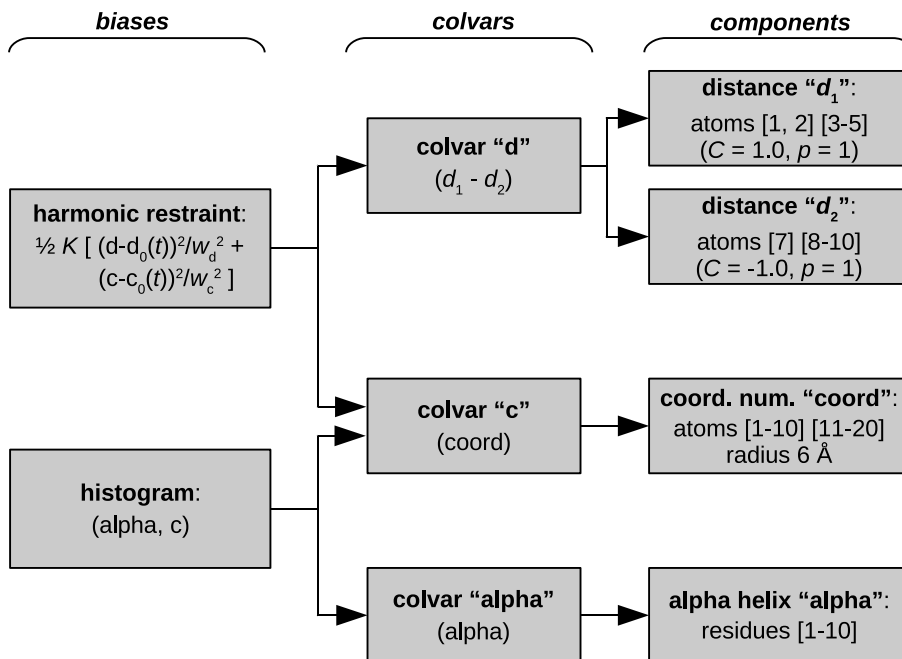 biases
colvars
components
harmonic restraint:
½ K [ (d-d₀(t))²/w_d² +
(c-c₀(t))²/w_c² ]
histogram:
(alpha, c)
colvar “d”
(d₁ - d₂)
colvar “c”
(coord)
colvar “alpha”
(alpha)
distance “d₁”:
atoms [1, 2] [3-5]
(C = 1.0, p = 1)
distance “d₂”:
atoms [7] [8-10]
(C = -1.0, p = 1)
coord. num. “coord”:
atoms [1-10] [11-20]
radius 6 Å
alpha helix “alpha”:
residues [1-10]